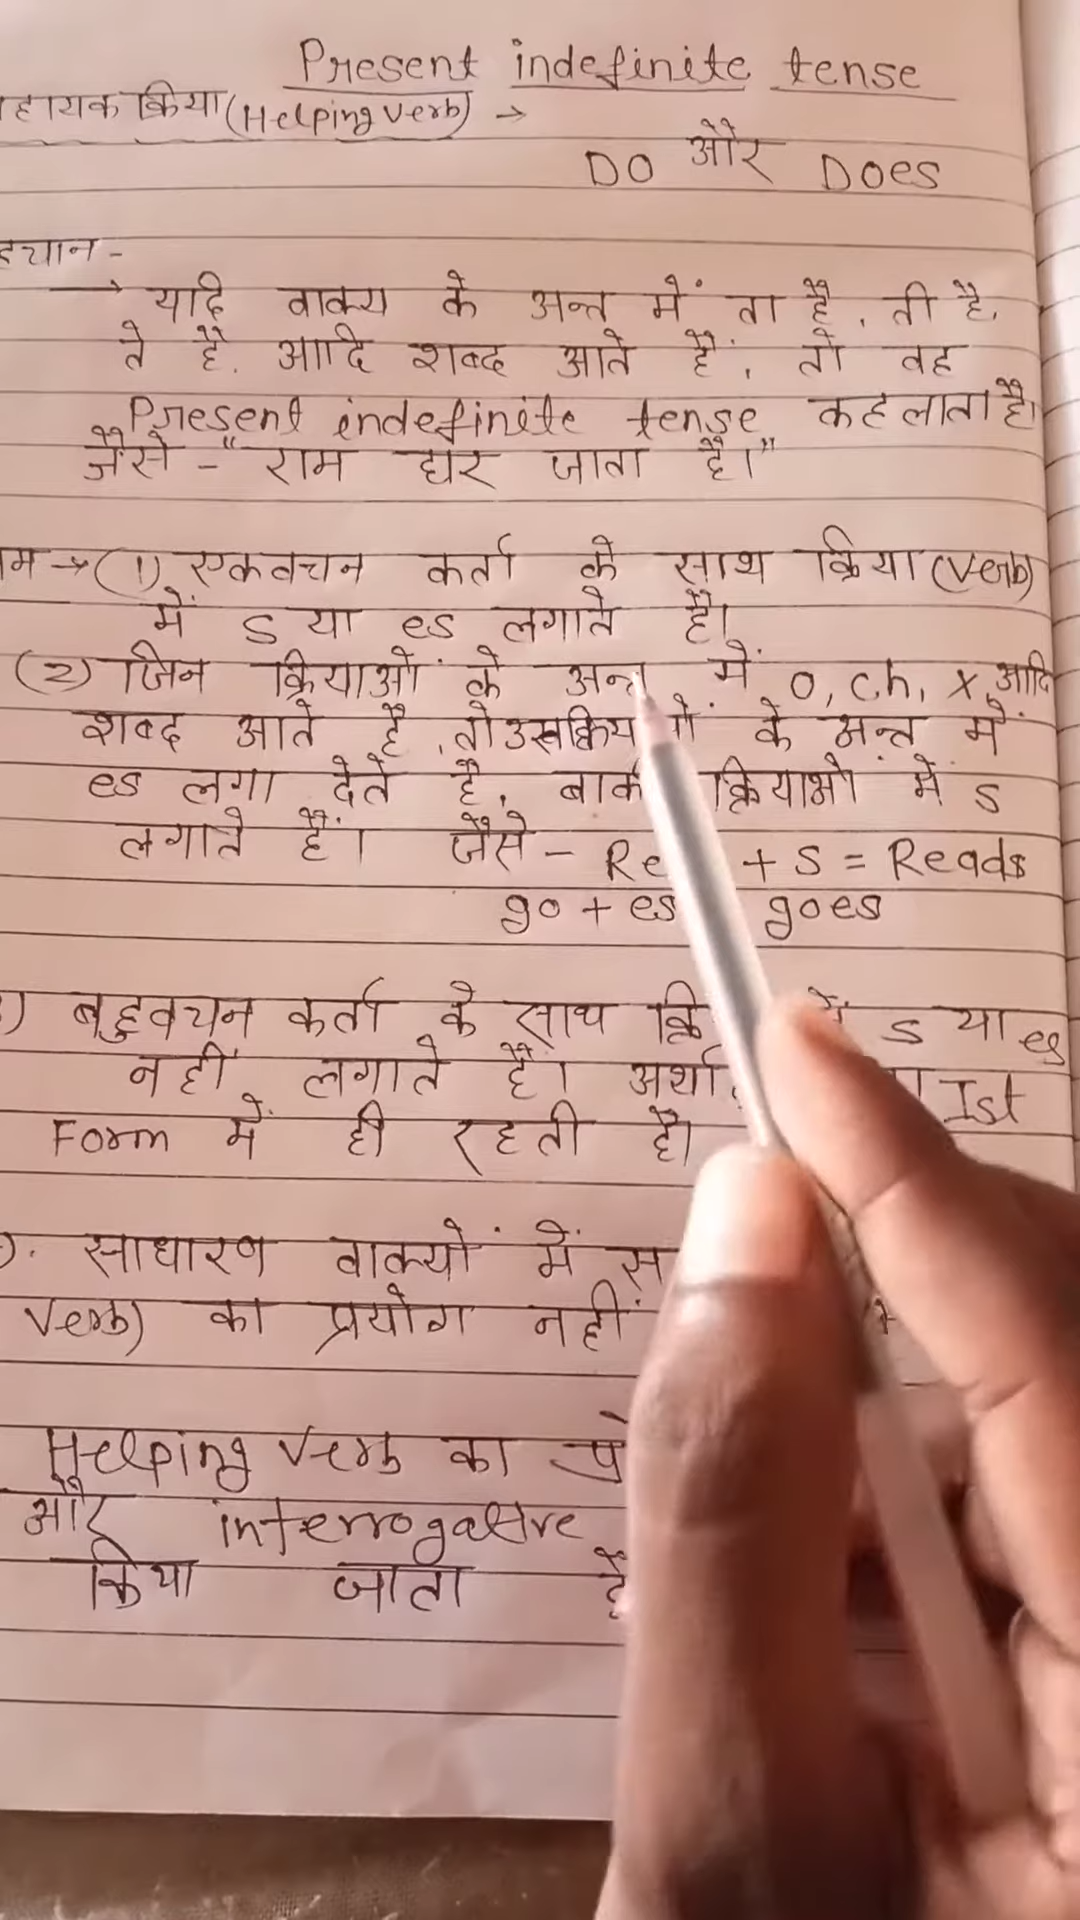 Present indefinite tense
हायक क्रिया (Helping verb) →
DO और Does
हचान -
→ यादि वाक्य के अन्त में ता है, ती है,
ते है, आदि शब्द आते हैं, तो वह
Present indefinite tense कहलाता है।
जैसे - "राम घर जाता है।"
म → (1) एकवचन कर्ता के साथ क्रिया (Verb)
में s या es लगाते है।
(2) जिन क्रियाओं के अन्त में o, ch, x, आदि
शब्द आते है, तो उस के अन्त में
es लगा देते है, क्रियाओं में s
लगाते हैं। जैसे - + s = Reads
go + es goes
) बहुवचन कर्ता के साथ में s या es
नहीं लगाते हैं। Ist
Form में ही रहती है।
). साधारण वाक्यों में
Verb) का प्रयोग नहीं
Helping Verb का
और interrogative
किया जाता